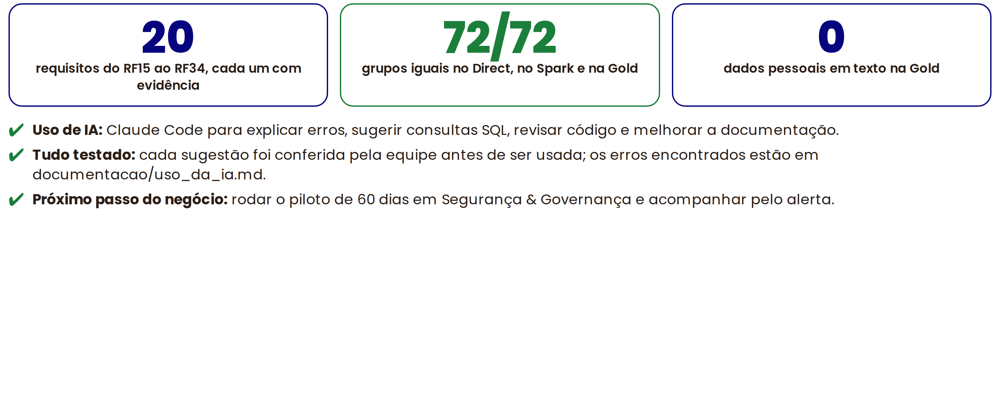 20
requisitos do RF15 ao RF34, cada um com
evidência
72/72
grupos iguais no Direct, no Spark e na Gold
0
dados pessoais em texto na Gold
✔ Uso de IA: Claude Code para explicar erros, sugerir consultas SQL, revisar código e melhorar a documentação.
✔ Tudo testado: cada sugestão foi conferida pela equipe antes de ser usada; os erros encontrados estão em
documentacao/uso_da_ia.md.
✔ Próximo passo do negócio: rodar o piloto de 60 dias em Segurança & Governança e acompanhar pelo alerta.